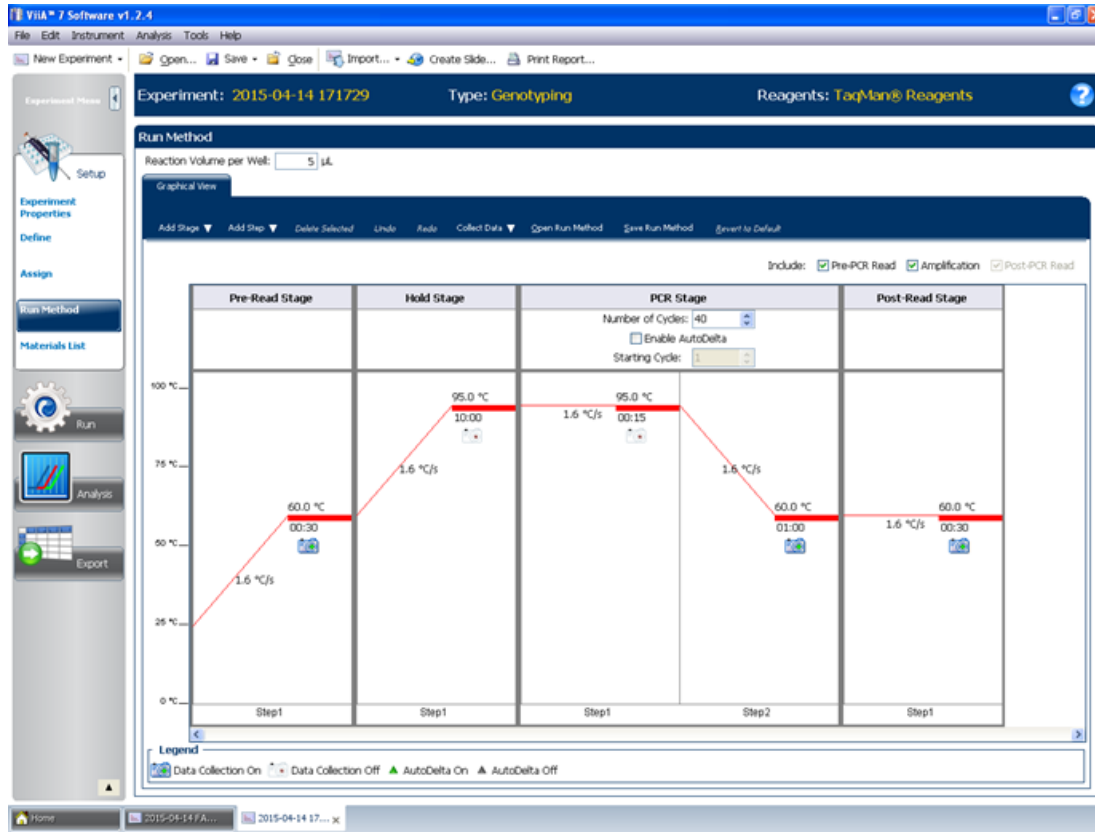 ViiA™ 7 Software v1.2.4
File Edit Instrument Analysis Tools Help
New Experiment Open... Save Close Import... Create Slide... Print Report...
Experiment Menu
Experiment: 2015-04-14 171729 Type: Genotyping Reagents: TaqMan® Reagents
Run Method
Reaction Volume per Well: 5 µL
Setup
Graphical View
Experiment Properties
Define
Assign
Run Method
Materials List
Run
Analysis
Export
Add Stage Add Step Delete Selected Undo Redo Collect Data Open Run Method Save Run Method Revert to Default
Include: Pre-PCR Read Amplification Post-PCR Read
Pre-Read Stage Hold Stage PCR Stage Post-Read Stage
Number of Cycles: 40
Enable AutoDelta
Starting Cycle: 1
100 °C
95.0 °C 95.0 °C
10:00 1.6 °C/s 00:15
75 °C 1.6 °C/s 1.6 °C/s
60.0 °C 60.0 °C 60.0 °C
00:30 01:00 1.6 °C/s 00:30
50 °C
1.6 °C/s
25 °C
0 °C
Step1 Step1 Step1 Step2 Step1
Legend
Data Collection On Data Collection Off AutoDelta On AutoDelta Off
Home 2015-04-14 FA... 2015-04-14 17... x